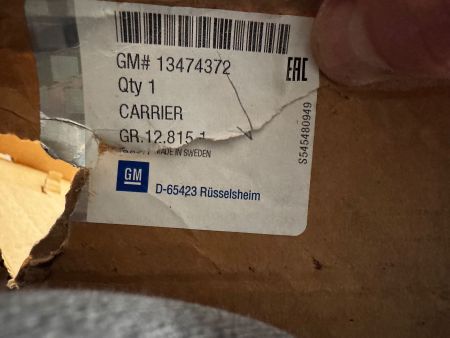 GM# 13474372
EAC
Qty 1
CARRIER
GR.12.815-1
MADE IN SWEDEN
GM
D-65423 Rüsselsheim
S545480949